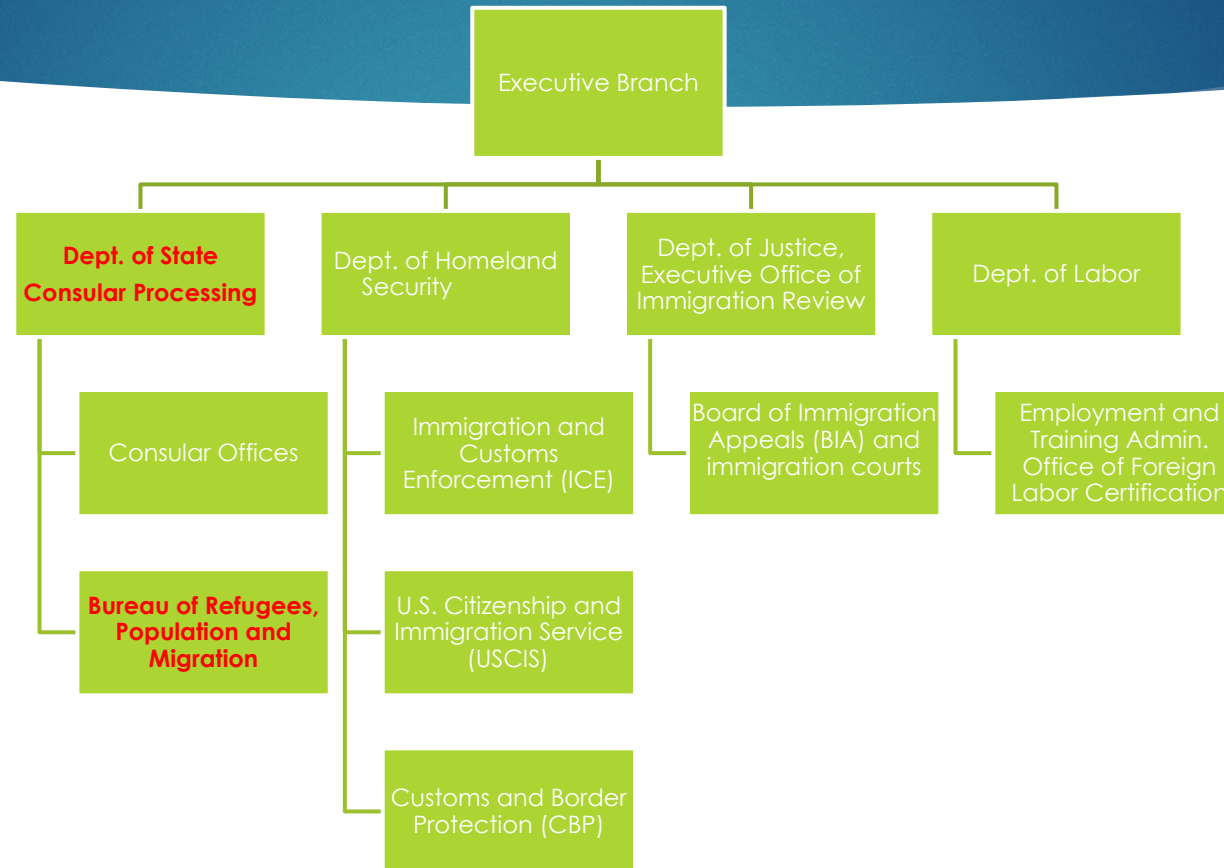 Executive Branch
Dept. of State
Consular Processing
Dept. of Homeland
Security
Dept. of Justice,
Executive Office of
Immigration Review
Dept. of Labor
Consular Offices
Bureau of Refugees,
Population and
Migration
Immigration and
Customs
Enforcement (ICE)
U.S. Citizenship and
Immigration Service
(USCIS)
Customs and Border
Protection (CBP)
Board of Immigration
Appeals (BIA) and
immigration courts
Employment and
Training Admin.
Office of Foreign
Labor Certification